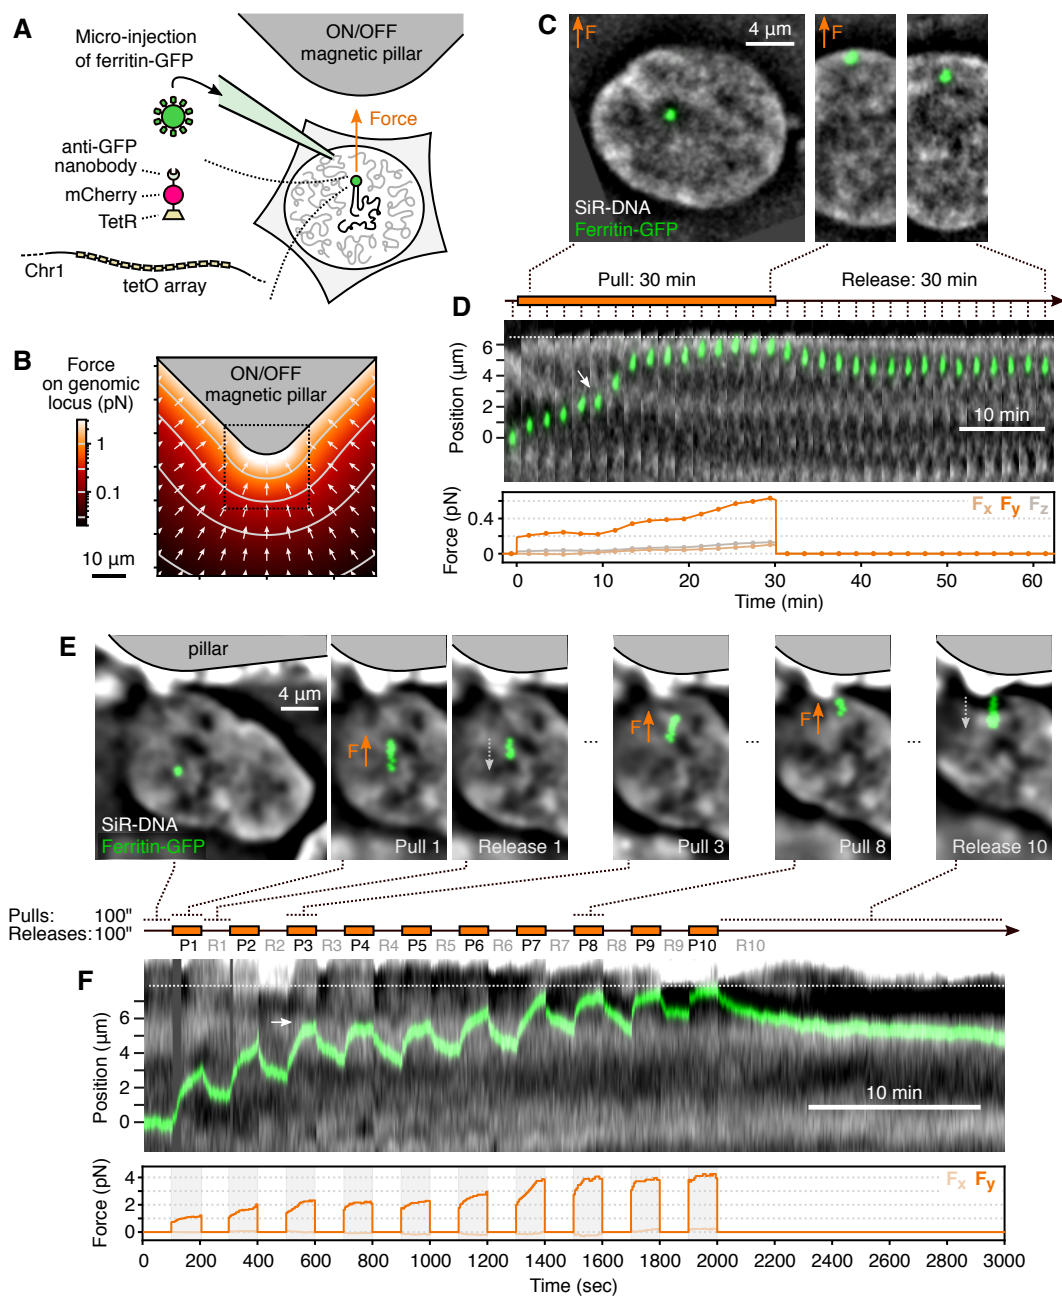 A
Micro-injection
of ferritin-GFP
ON/OFF
magnetic pillar
Force
anti-GFP
nanobody
mCherry
TetR
Chr1
tetO array
B
Force
on genomic
locus (pN)
1
0.1
10 µm
ON/OFF
magnetic pillar
C
F
4 µm
SiR-DNA
Ferritin-GFP
F
Pull: 30 min
Release: 30 min
D
Position (µm)
6
4
2
0
10 min
Force (pN)
0.4
0
Fx Fy Fz
0 10 20 30 40 50 60
Time (min)
E
pillar
4 µm
SiR-DNA
Ferritin-GFP
F
Pull 1
Release 1
...
F
Pull 3
...
F
Pull 8
...
Release 10
Pulls: 100"
Releases: 100"
P1 R1 P2 R2 P3 R3 P4 R4 P5 R5 P6 R6 P7 R7 P8 R8 P9 R9 P10 R10
F
Position (µm)
6
4
2
0
10 min
Force (pN)
4
2
0
Fx Fy
0 200 400 600 800 1000 1200 1400 1600 1800 2000 2200 2400 2600 2800 3000
Time (sec)